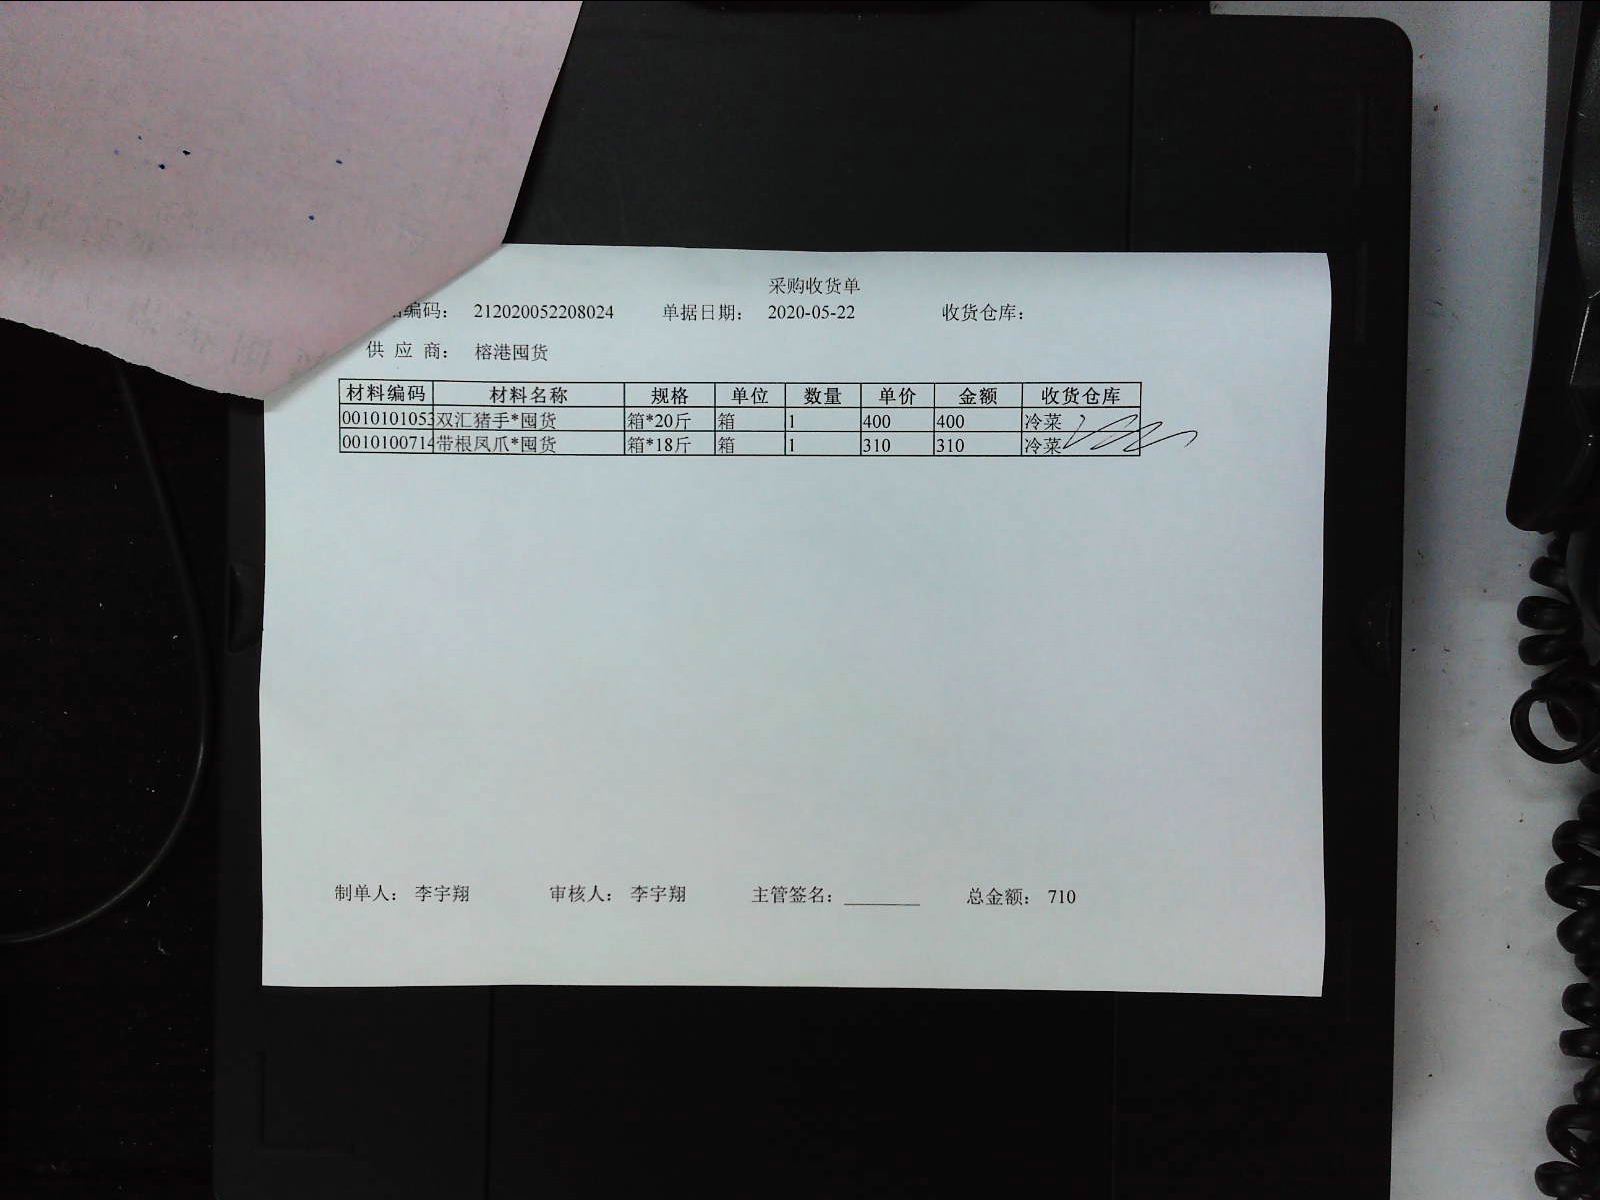 采购收货单
编码： 212020052208024 单据日期： 2020-05-22 收货仓库：
供 应 商： 榕港囤货
材料编码 材料名称 规格 单位 数量 单价 金额 收货仓库
0010101053 双汇猪手*囤货 箱*20斤 箱 1 400 400 冷菜
0010100714 带根凤爪*囤货 箱*18斤 箱 1 310 310 冷菜
制单人： 李宇翔 审核人： 李宇翔 主管签名： 总金额： 710